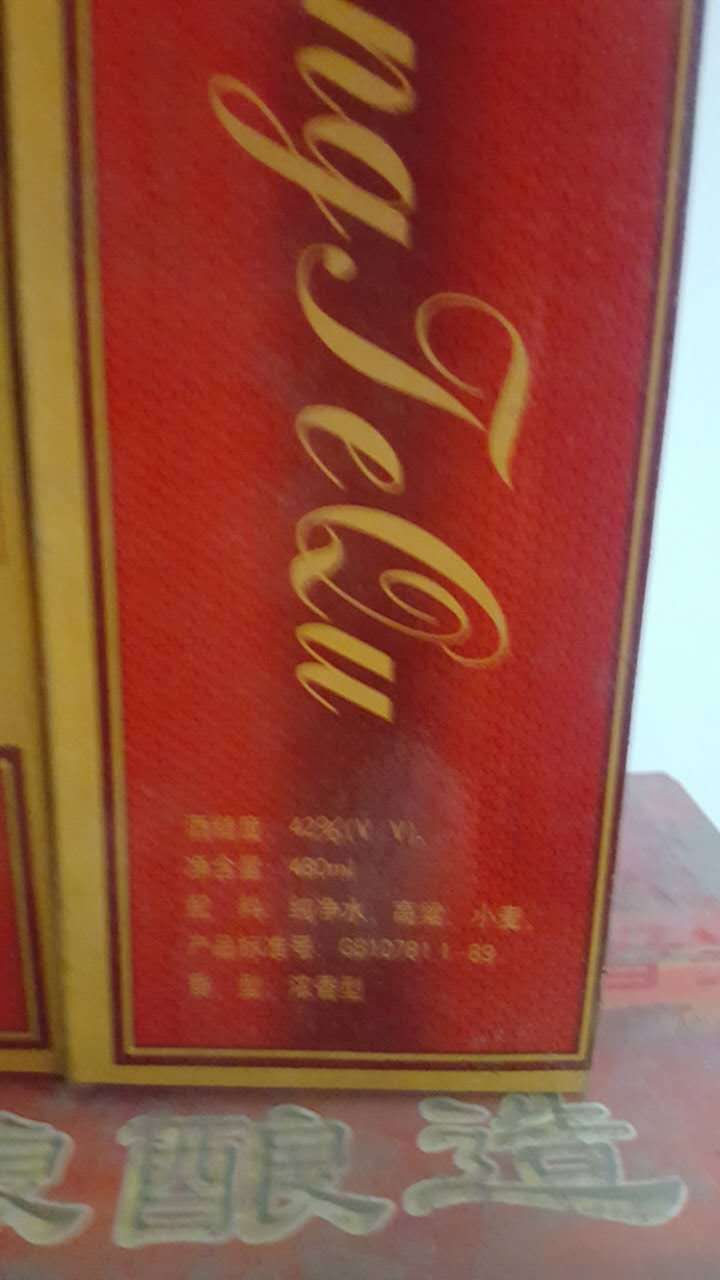 ngTeQu
酒精度：42%(V/V)、
净含量：480ml
配　料：纯净水、高粱、小麦、
产品标准号：GB10781 1-89
香　型：浓香型
良酿造